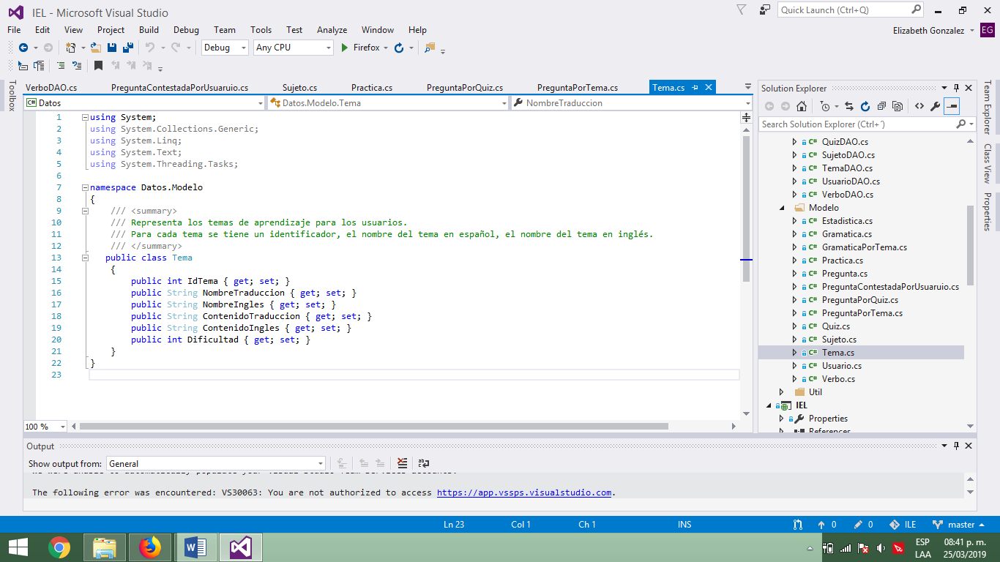 IEL - Microsoft Visual Studio
Quick Launch (Ctrl+Q)
File Edit View Project Build Debug Team Tools Test Analyze Window Help
Elizabeth Gonzalez EG
Debug Any CPU Firefox
Toolbox
VerboDAO.cs PreguntaContestadaPorUsuaruio.cs Sujeto.cs Practica.cs PreguntaPorQuiz.cs PreguntaPorTema.cs Tema.cs
Datos Datos.Modelo.Tema NombreTraduccion
1 using System;
2 using System.Collections.Generic;
3 using System.Linq;
4 using System.Text;
5 using System.Threading.Tasks;
6
7 namespace Datos.Modelo
8 {
9 /// <summary>
10 /// Representa los temas de aprendizaje para los usuarios.
11 /// Para cada tema se tiene un identificador, el nombre del tema en español, el nombre del tema en inglés.
12 /// </summary>
13 public class Tema
14 {
15 public int IdTema { get; set; }
16 public String NombreTraduccion { get; set; }
17 public String NombreIngles { get; set; }
18 public String ContenidoTraduccion { get; set; }
19 public String ContenidoIngles { get; set; }
20 public int Dificultad { get; set; }
21 }
22 }
23
100 %
Solution Explorer
Search Solution Explorer (Ctrl+´)
QuizDAO.cs
SujetoDAO.cs
TemaDAO.cs
UsuarioDAO.cs
VerboDAO.cs
Modelo
Estadistica.cs
Gramatica.cs
GramaticaPorTema.cs
Practica.cs
Pregunta.cs
PreguntaContestadaPorUsuaruio.cs
PreguntaPorQuiz.cs
PreguntaPorTema.cs
Quiz.cs
Sujeto.cs
Tema.cs
Usuario.cs
Verbo.cs
Util
IEL
Properties
References
Team Explorer
Class View
Properties
Output
Show output from: General
We were unable to automatically populate your Visual Studio Team Services accounts.
The following error was encountered: VS30063: You are not authorized to access https://app.vssps.visualstudio.com.
Ln 23 Col 1 Ch 1 INS 0 0 ILE master
ESP 08:41 p. m.
LAA 25/03/2019